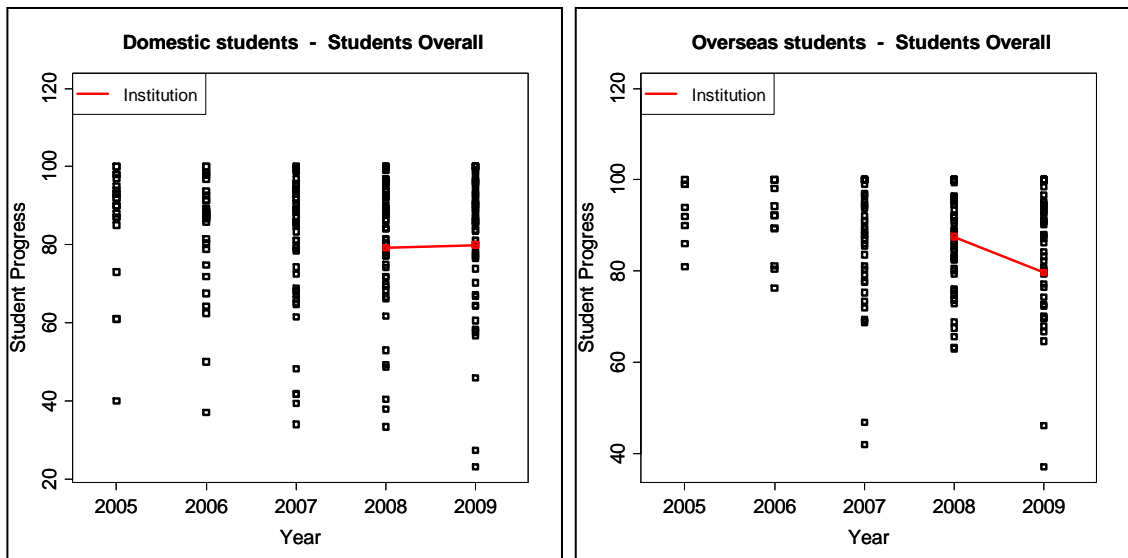 Domestic students - Students Overall
Institution
Student Progress
120
100
80
60
40
20
2005 2006 2007 2008 2009
Year
Overseas students - Students Overall
Institution
Student Progress
120
100
80
60
40
2005 2006 2007 2008 2009
Year